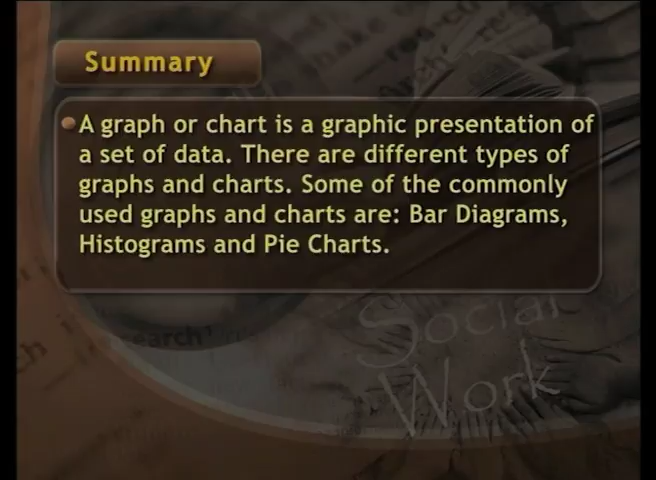 Summary
A graph or chart is a graphic presentation of
a set of data. There are different types of
graphs and charts. Some of the commonly
used graphs and charts are: Bar Diagrams,
Histograms and Pie Charts.
Social
Work